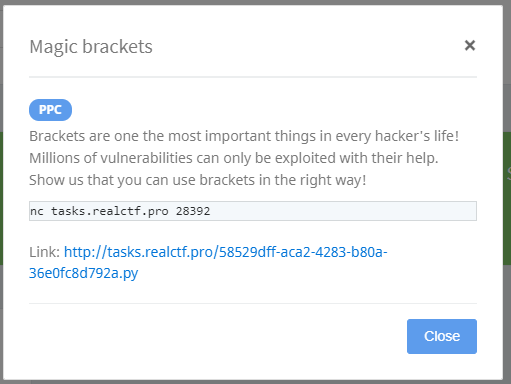 Magic brackets
×
PPC
Brackets are one the most important things in every hacker's life!
Millions of vulnerabilities can only be exploited with their help.
Show us that you can use brackets in the right way!
nc tasks.realctf.pro 28392
Link: http://tasks.realctf.pro/58529dff-aca2-4283-b80a-
36e0fc8d792a.py
Close